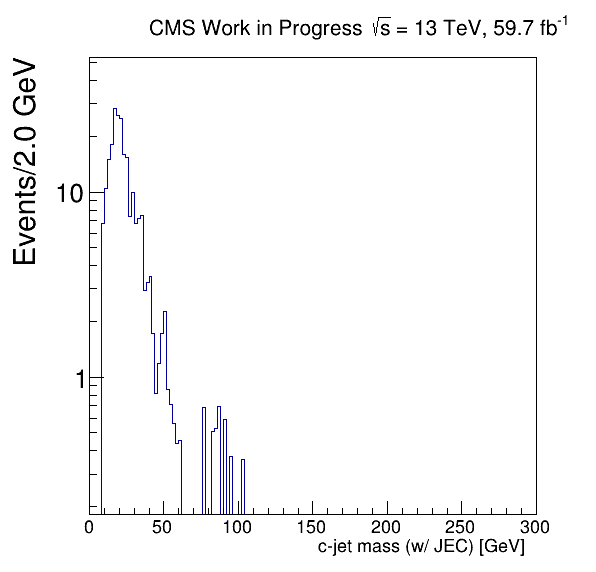 CMS Work in Progress √s = 13 TeV, 59.7 fb⁻¹
Events/2.0 GeV
10
1
0 50 100 150 200 250 300
c-jet mass (w/ JEC) [GeV]